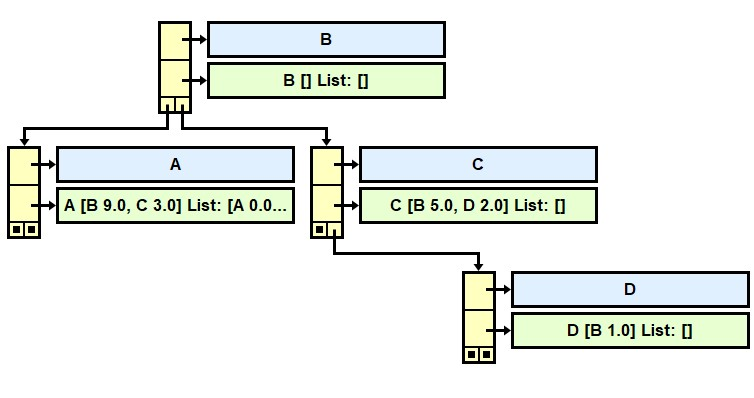 B
B [] List: []
A
A [B 9.0, C 3.0] List: [A 0.0...
C
C [B 5.0, D 2.0] List: []
D
D [B 1.0] List: []